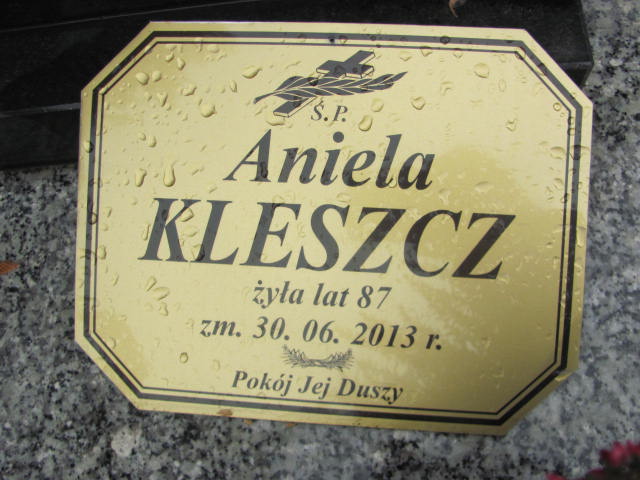 Ś.P.
Aniela
KLESZCZ
żyła lat 87
zm. 30. 06. 2013 r.
Pokój Jej Duszy